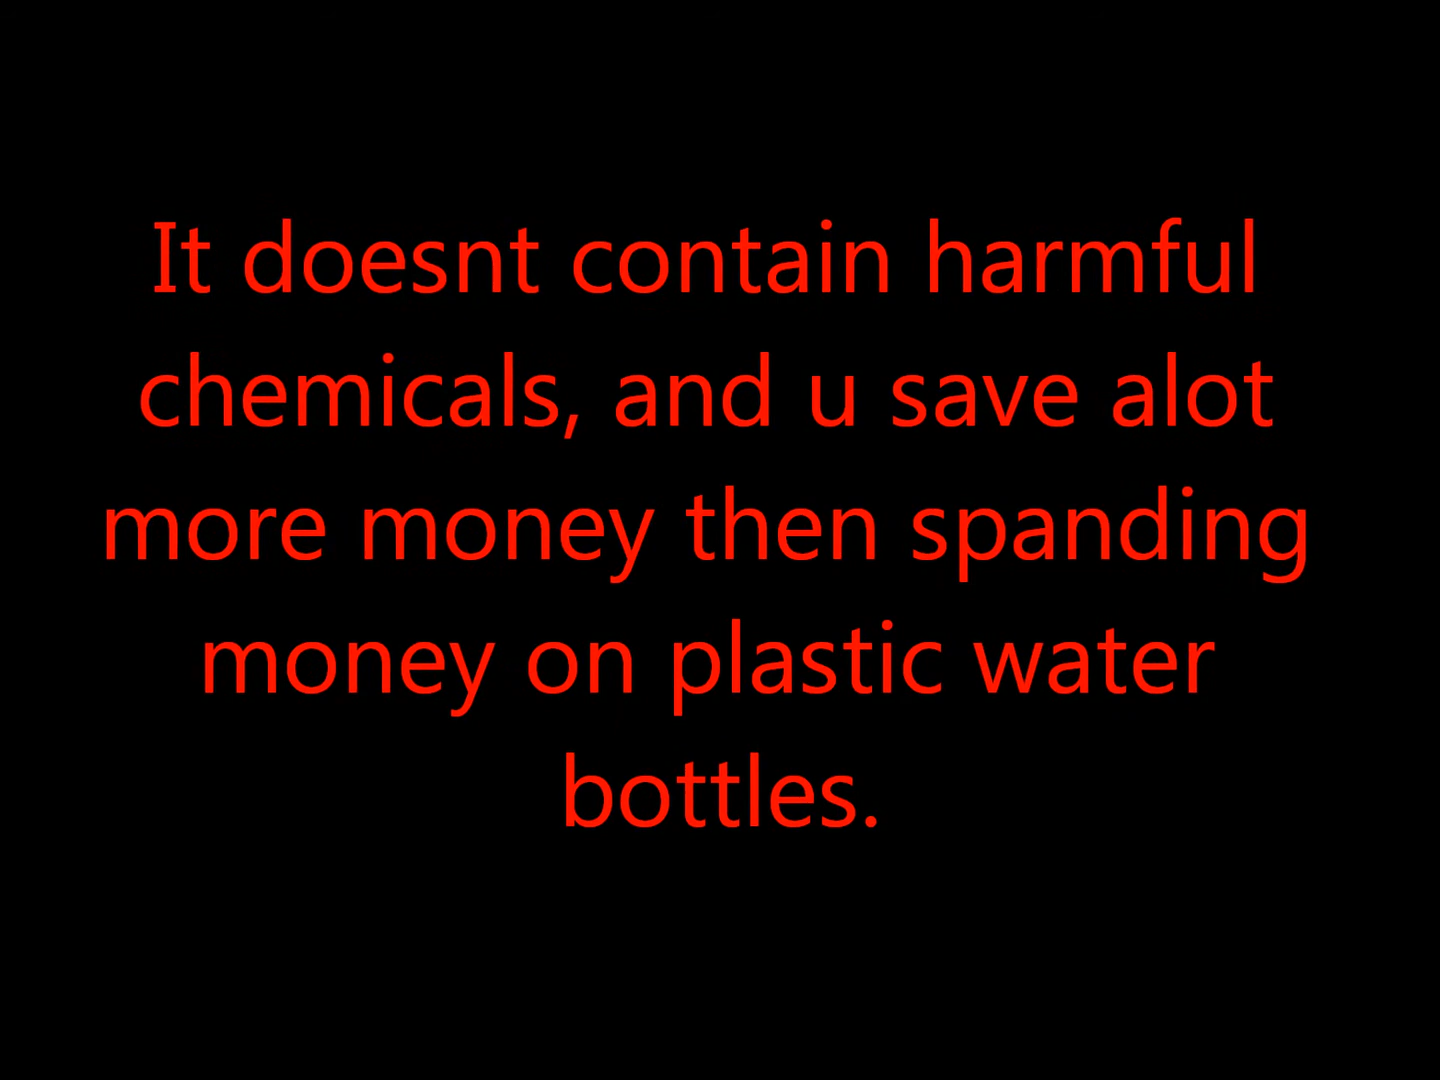 It doesnt contain harmful
chemicals, and u save alot
more money then spanding
money on plastic water
bottles.